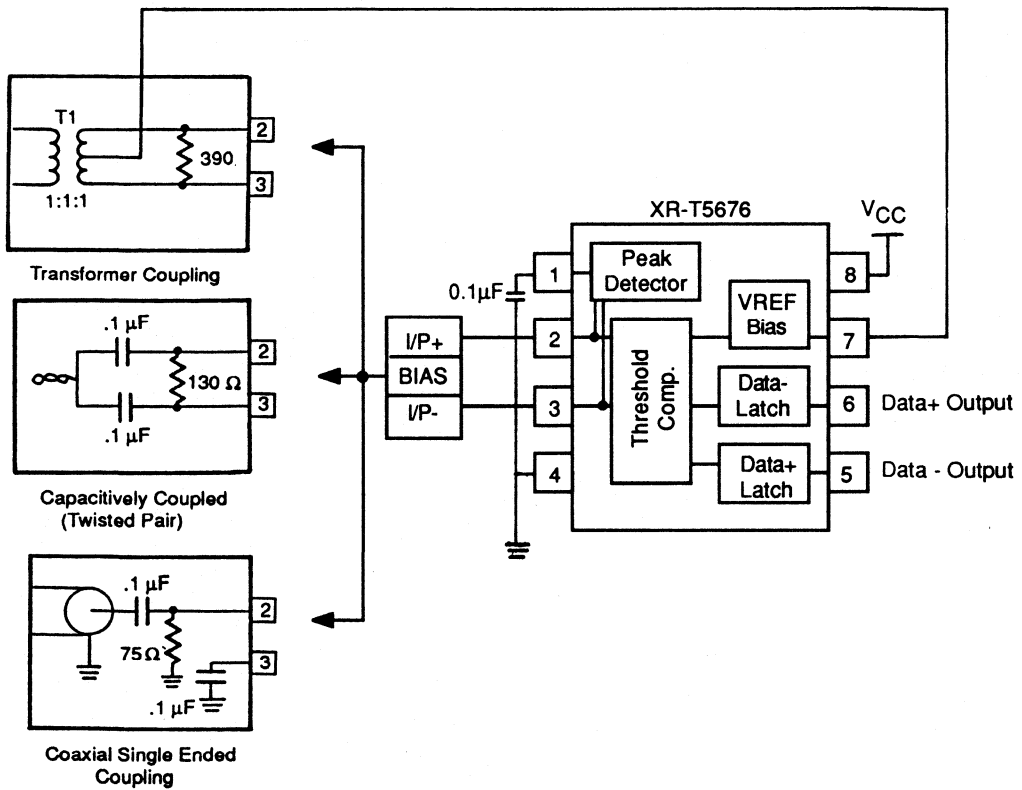 T1
390
2
3
1:1:1
Transformer Coupling
.1 µF
130 Ω
.1 µF
2
3
Capacitively Coupled
(Twisted Pair)
.1 µF
75Ω
.1 µF
2
3
Coaxial Single Ended
Coupling
I/P+
BIAS
I/P-
0.1µF
XR-T5676
VCC
1
2
3
4
Peak
Detector
Threshold
Comp.
VREF
Bias
Data-
Latch
Data+
Latch
8
7
6
5
Data+ Output
Data - Output